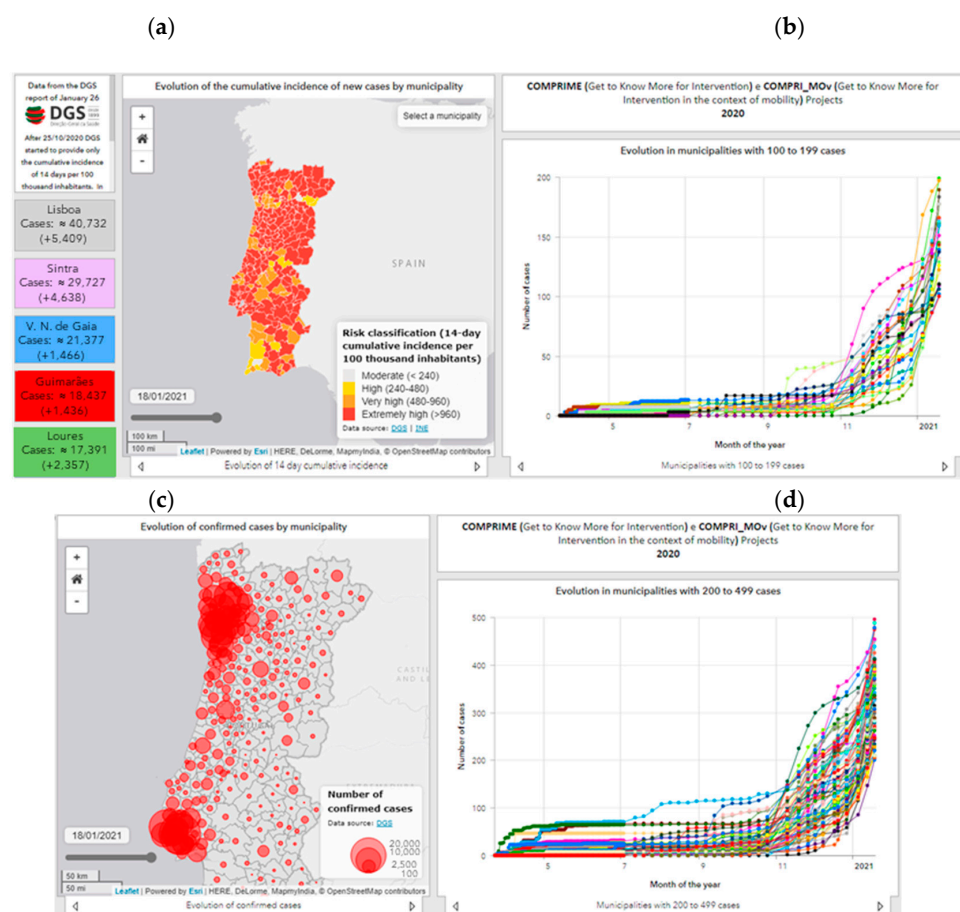 (a)
(b)
Data from the DGS
report of January 26
DGS
After 25/10/2020 DGS
started to provide only
the cumulative incidence
of 14 days per 100
thousand inhabitants. In
Lisboa
Cases: ≈ 40,732
(+5,409)
Sintra
Cases: ≈ 29,727
(+4,638)
V. N. de Gaia
Cases: ≈ 21,377
(+1,466)
Guimarães
Cases: ≈ 18,437
(+1,436)
Loures
Cases: ≈ 17,391
(+2,357)
Evolution of the cumulative incidence of new cases by municipality
+
-
Select a municipality
SPAIN
Risk classification (14-day
cumulative incidence per
100 thousand inhabitants)
Moderate (< 240)
High (240-480)
Very high (480-960)
Extremely high (>960)
Data source: DGS | INE
18/01/2021
100 km
100 mi
Leaflet | Powered by Esri | HERE, DeLorme, MapmyIndia, © OpenStreetMap contributors
Evolution of 14 day cumulative incidence
COMPRIME (Get to Know More for Intervention) e COMPRI_MOv (Get to Know More for
Intervention in the context of mobility) Projects
2020
Evolution in municipalities with 100 to 199 cases
Number of cases
200
150
100
50
0
5
7
9
11
2021
Month of the year
Municipalities with 100 to 199 cases
(c)
(d)
Evolution of confirmed cases by municipality
+
-
CASTIL
AND LE
Number of
confirmed cases
Data source: DGS
20,000
10,000
2,500
100
18/01/2021
50 km
50 mi
Leaflet | Powered by Esri | HERE, DeLorme, MapmyIndia, © OpenStreetMap contributors
Evolution of confirmed cases
COMPRIME (Get to Know More for Intervention) e COMPRI_MOv (Get to Know More for
Intervention in the context of mobility) Projects
2020
Evolution in municipalities with 200 to 499 cases
Number of cases
500
400
300
200
100
0
5
7
9
11
2021
Month of the year
Municipalities with 200 to 499 cases